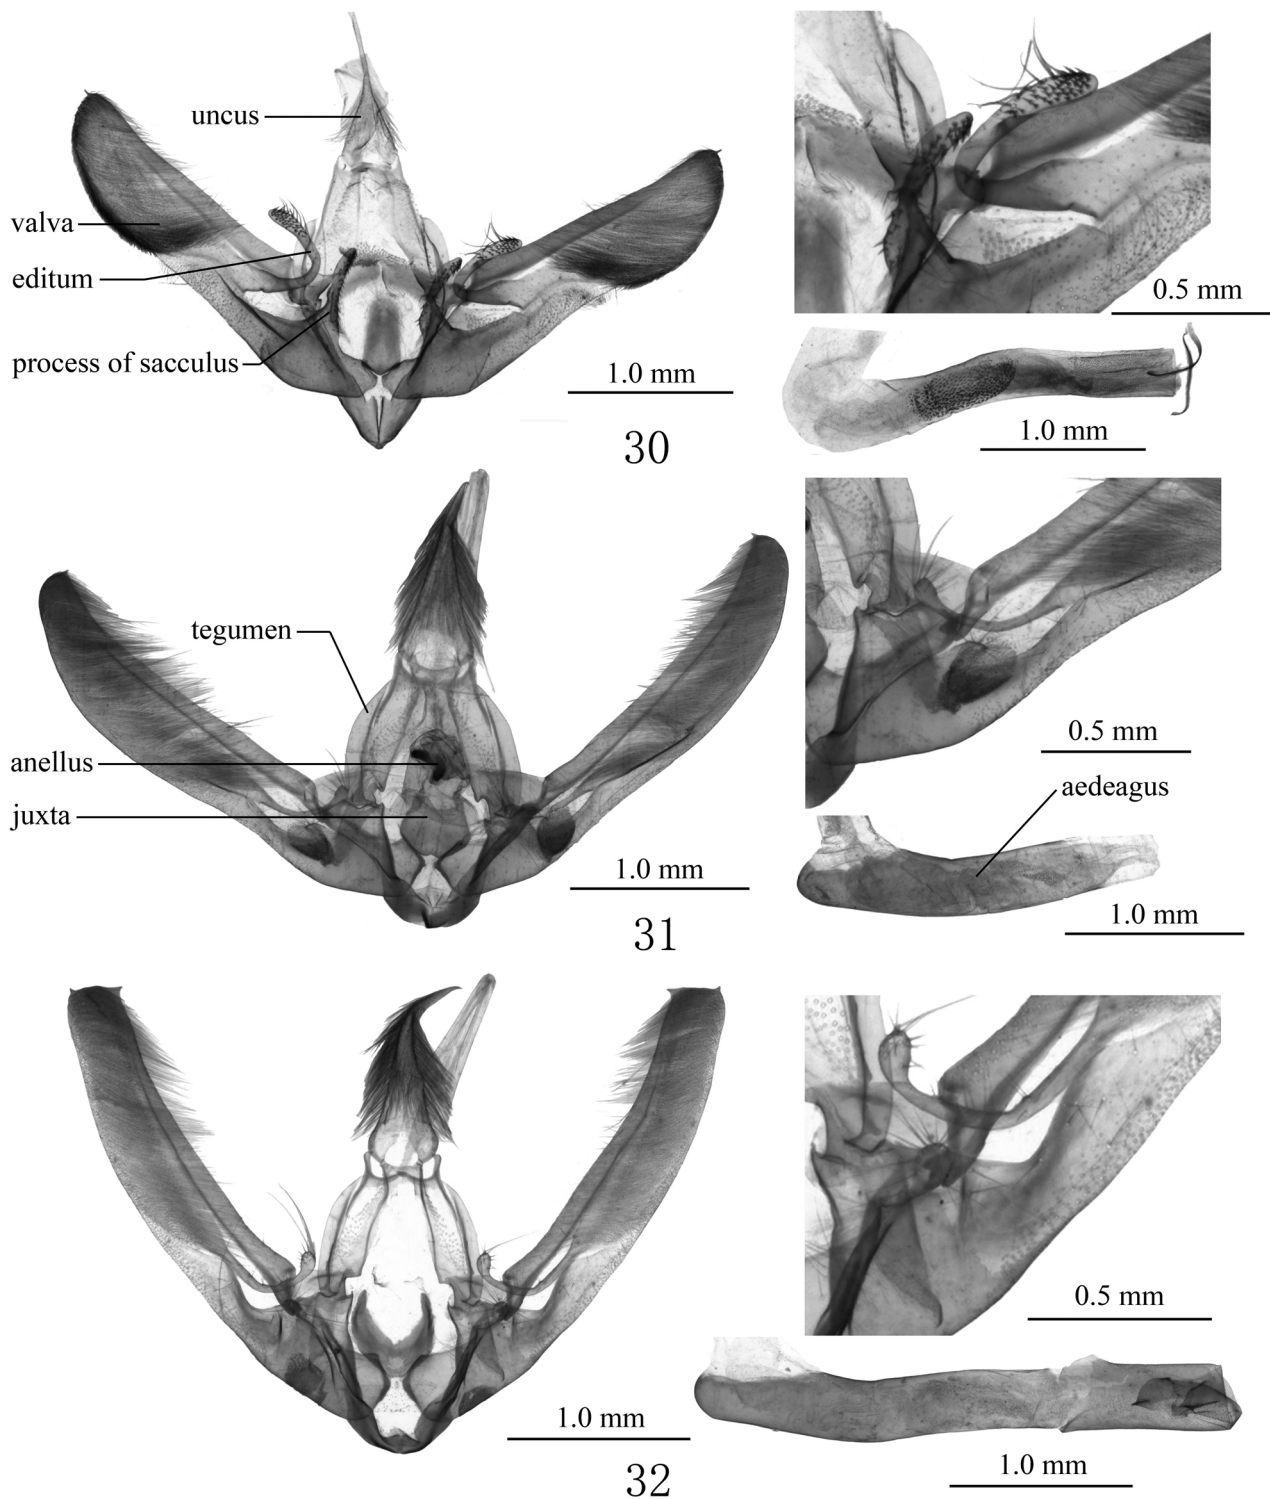 uncus
valva
editum
process of sacculus
1.0 mm
0.5 mm
1.0 mm
30
tegumen
anellus
juxta
1.0 mm
0.5 mm
aedeagus
1.0 mm
31
1.0 mm
0.5 mm
1.0 mm
32